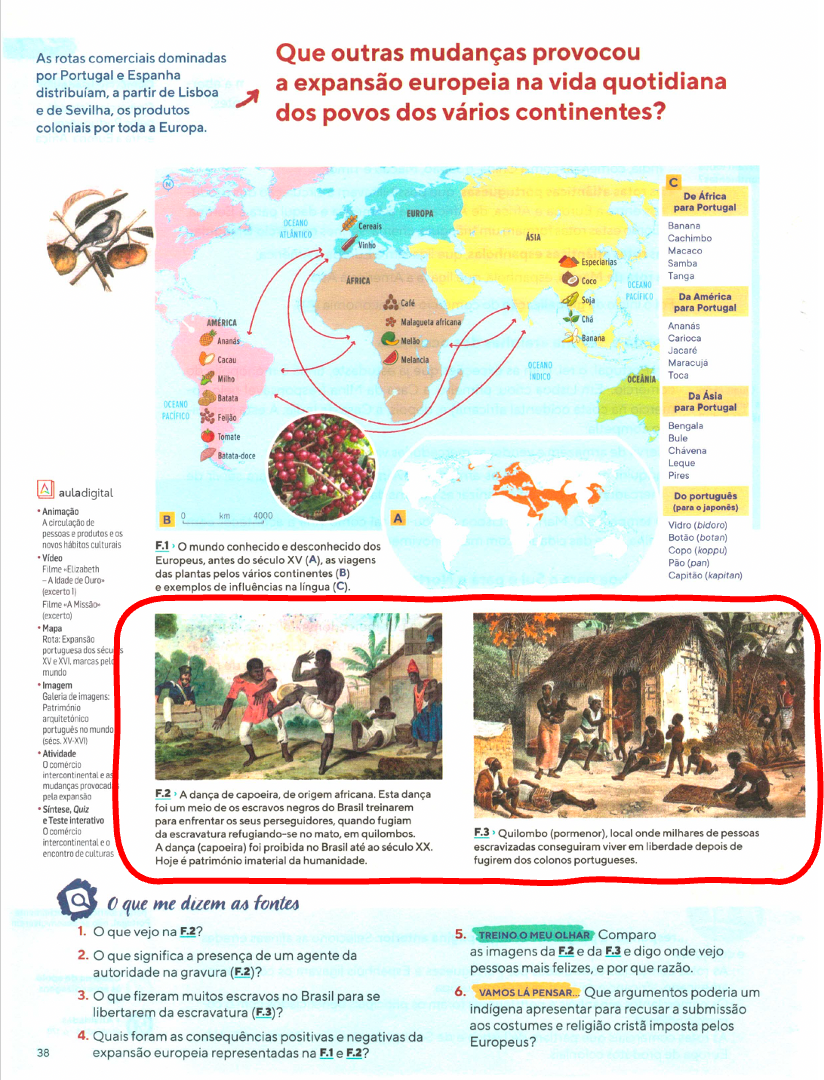 As rotas comerciais dominadas
por Portugal e Espanha
distribuíam, a partir de Lisboa
e de Sevilha, os produtos
coloniais por toda a Europa.
Que outras mudanças provocou
a expansão europeia na vida quotidiana
dos povos dos vários continentes?
N
OCEANO
ATLÂNTICO
EUROPA
Cereais
Vinho
ÁSIA
Especiarias
Coco
Soja
Chá
Banana
OCEANO
PACÍFICO
ÁFRICA
Café
Malagueta africana
Melão
Melancia
AMÉRICA
Ananás
Cacau
Milho
Batata
Feijão
Tomate
Batata-doce
OCEANO
PACÍFICO
OCEANO
ÍNDICO
OCEÂNIA
B
0 km 4000
A
C
De África
para Portugal
Banana
Cachimbo
Macaco
Samba
Tanga
Da América
para Portugal
Ananás
Carioca
Jacaré
Maracujá
Toca
Da Ásia
para Portugal
Bengala
Bule
Chávena
Leque
Pires
Do português
(para o japonês)
Vidro (bidoro)
Botão (botan)
Copo (koppu)
Pão (pan)
Capitão (kapitan)
F.1 › O mundo conhecido e desconhecido dos
Europeus, antes do século XV (A), as viagens
das plantas pelos vários continentes (B)
e exemplos de influências na língua (C).
auladigital
• Animação
A circulação de
pessoas e produtos e os
novos hábitos culturais
• Vídeo
Filme «Elizabeth
– A Idade de Ouro»
(excerto 1)
Filme «A Missão»
(excerto)
• Mapa
Rota: Expansão
portuguesa dos sécu s
XV e XVI, marcas pelo
mundo
• Imagem
Galeria de imagens:
Património
arquitetónico
português no mundo
(sécs. XV-XVI)
• Atividade
O comércio
intercontinental e as
mudanças provocada
pela expansão
• Síntese, Quiz
e Teste interativo
O comércio
intercontinental e o
encontro de culturas
F.2 › A dança de capoeira, de origem africana. Esta dança
foi um meio de os escravos negros do Brasil treinarem
para enfrentar os seus perseguidores, quando fugiam
da escravatura refugiando-se no mato, em quilombos.
A dança (capoeira) foi proibida no Brasil até ao século XX.
Hoje é património imaterial da humanidade.
F.3 › Quilombo (pormenor), local onde milhares de pessoas
escravizadas conseguiram viver em liberdade depois de
fugirem dos colonos portugueses.
O que me dizem as fontes
1. O que vejo na F.2?
2. O que significa a presença de um agente da
autoridade na gravura (F.2)?
3. O que fizeram muitos escravos no Brasil para se
libertarem da escravatura (F.3)?
4. Quais foram as consequências positivas e negativas da
expansão europeia representadas na F.1 e F.2?
5. TREINO O MEU OLHAR Comparo
as imagens da F.2 e da F.3 e digo onde vejo
pessoas mais felizes, e por que razão.
6. VAMOS LÁ PENSAR... Que argumentos poderia um
indígena apresentar para recusar a submissão
aos costumes e religião cristã imposta pelos
Europeus?
38